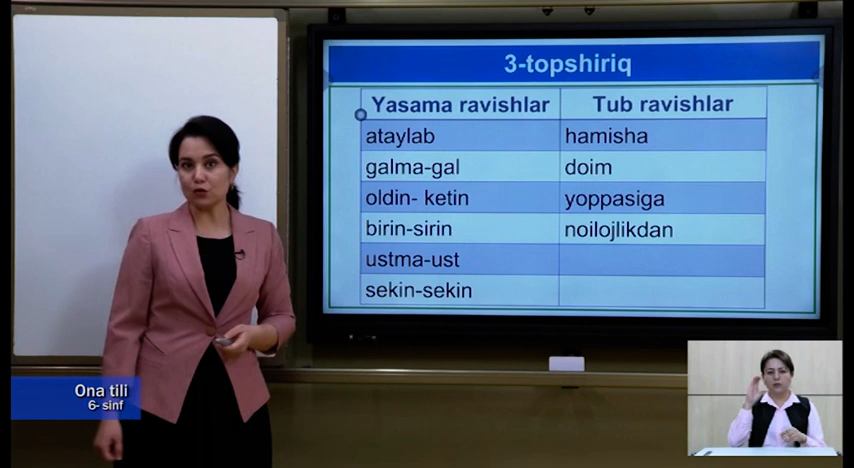 3-topshiriq
Yasama ravishlar Tub ravishlar
ataylab hamisha
galma-gal doim
oldin- ketin yoppasiga
birin-sirin noilojlikdan
ustma-ust
sekin-sekin
Ona tili
6- sinf